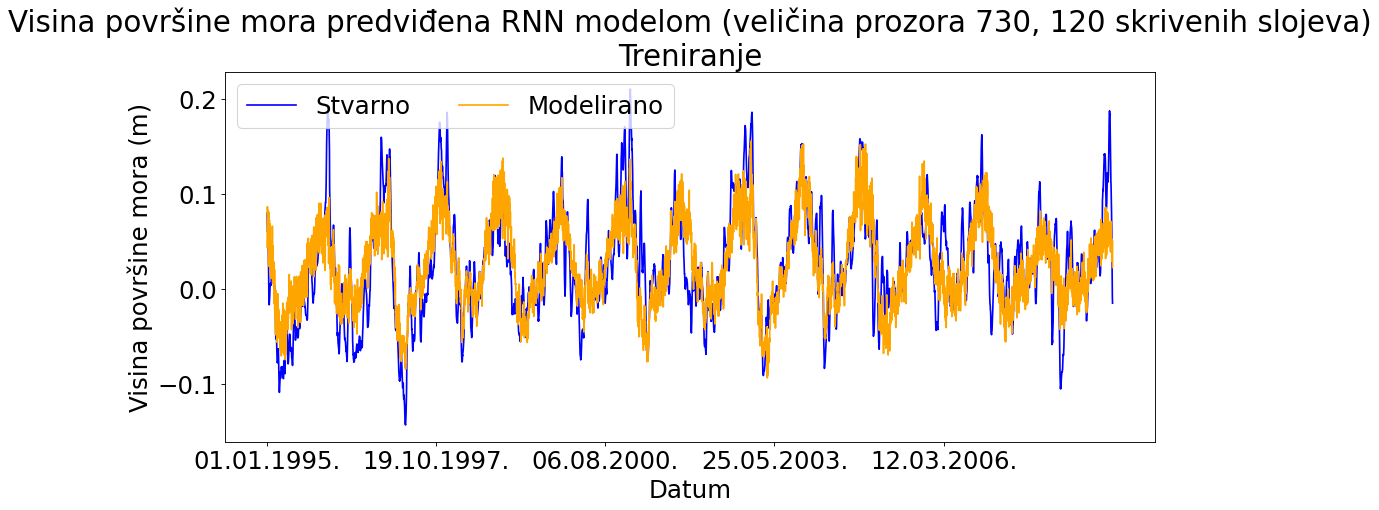 Visina površine mora predviđena RNN modelom (veličina prozora 730, 120 skrivenih slojeva)
Treniranje
Stvarno
Modelirano
Visina površine mora (m)
0.2
0.1
0.0
−0.1
01.01.1995.
19.10.1997.
06.08.2000.
25.05.2003.
12.03.2006.
Datum